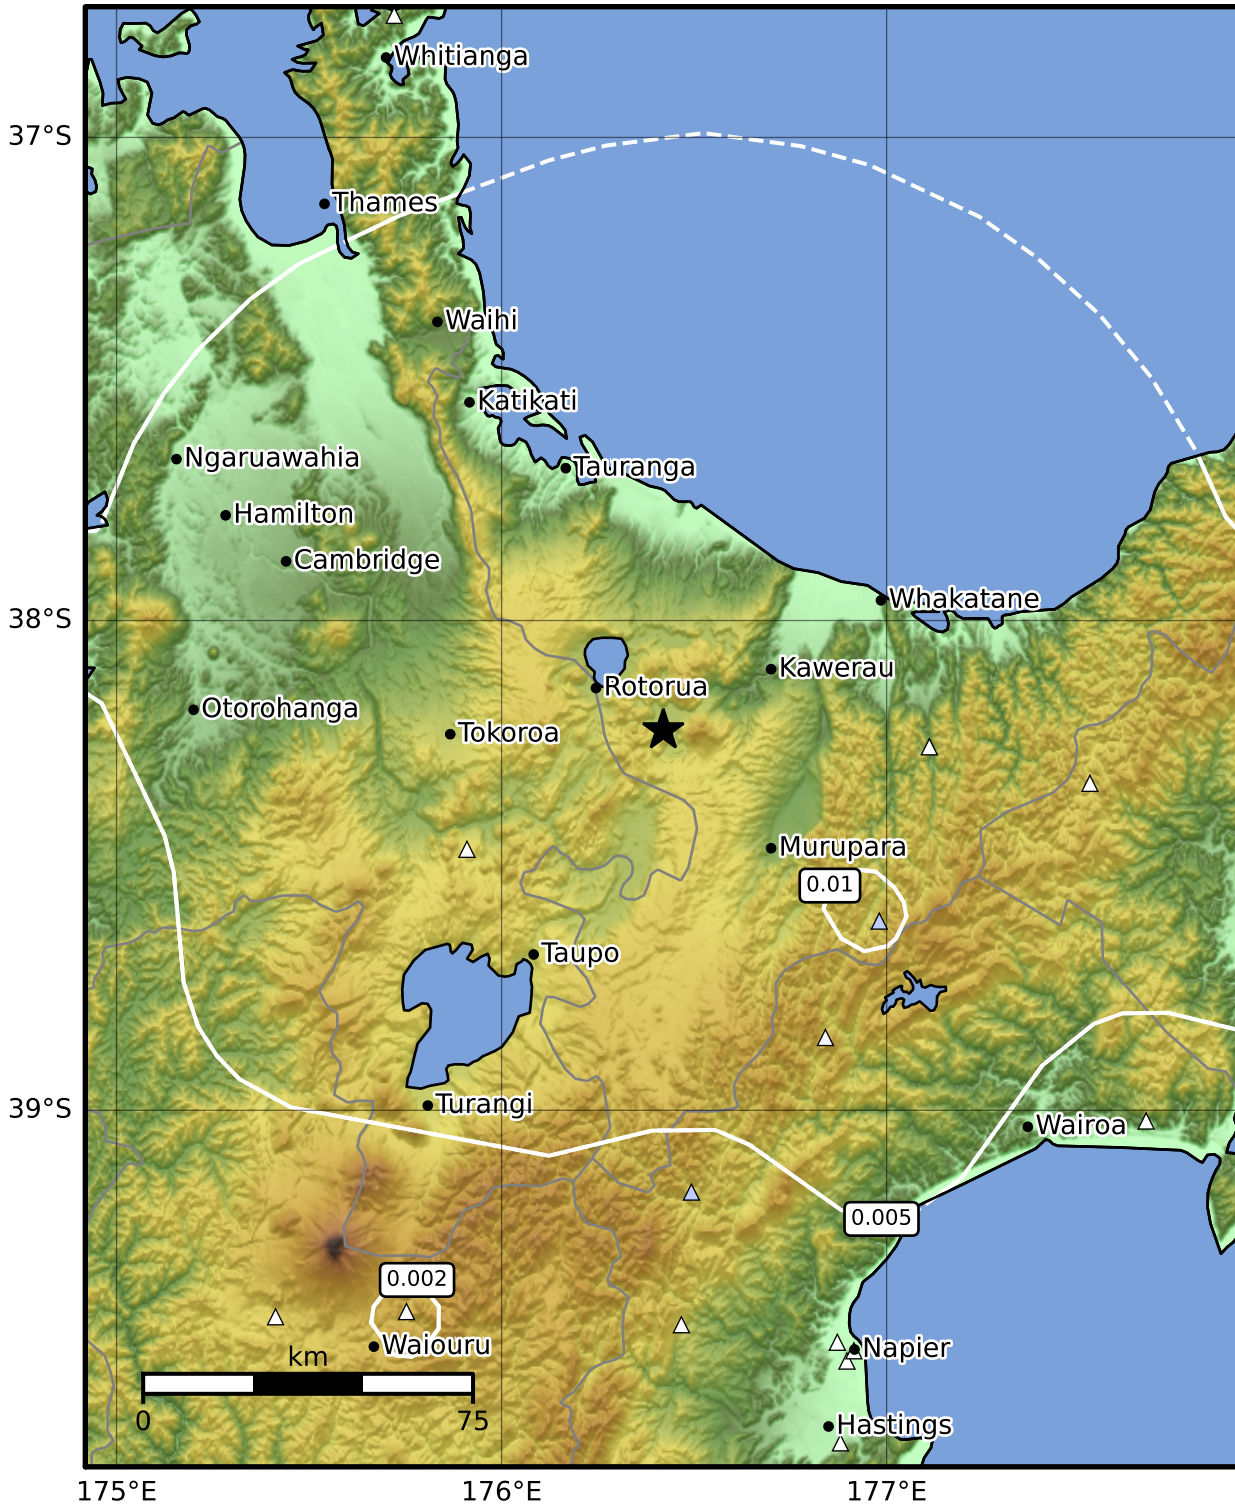 Whitianga
37°S
Thames
Waihi
Katikati
Ngaruawahia
Tauranga
Hamilton
Cambridge
Whakatane
38°S
Kawerau
Rotorua
Otorohanga
Tokoroa
Murupara
0.01
Taupo
Turangi
39°S
Wairoa
0.005
0.002
Waiouru
Napier
km
0
75
Hastings
175°E
176°E
177°E